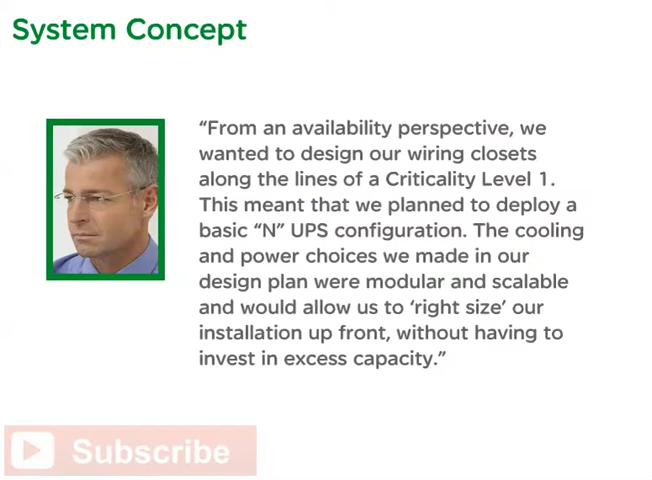 System Concept
“From an availability perspective, we
wanted to design our wiring closets
along the lines of a Criticality Level 1.
This meant that we planned to deploy a
basic “N” UPS configuration. The cooling
and power choices we made in our
design plan were modular and scalable
and would allow us to ‘right size’ our
installation up front, without having to
invest in excess capacity.”
Subscribe